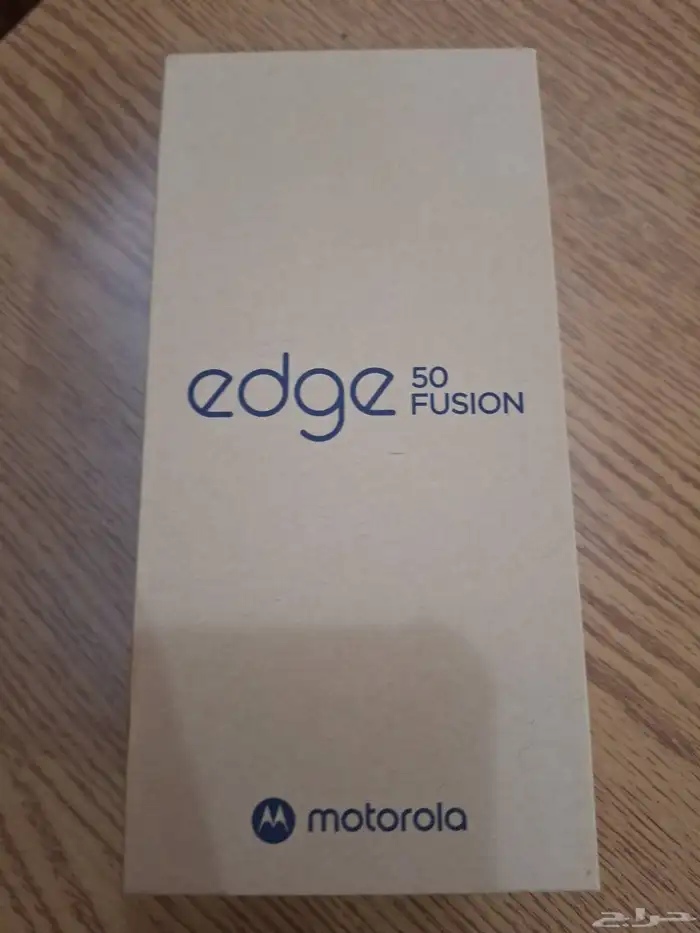 edge 50
FUSION
motorola
حراج